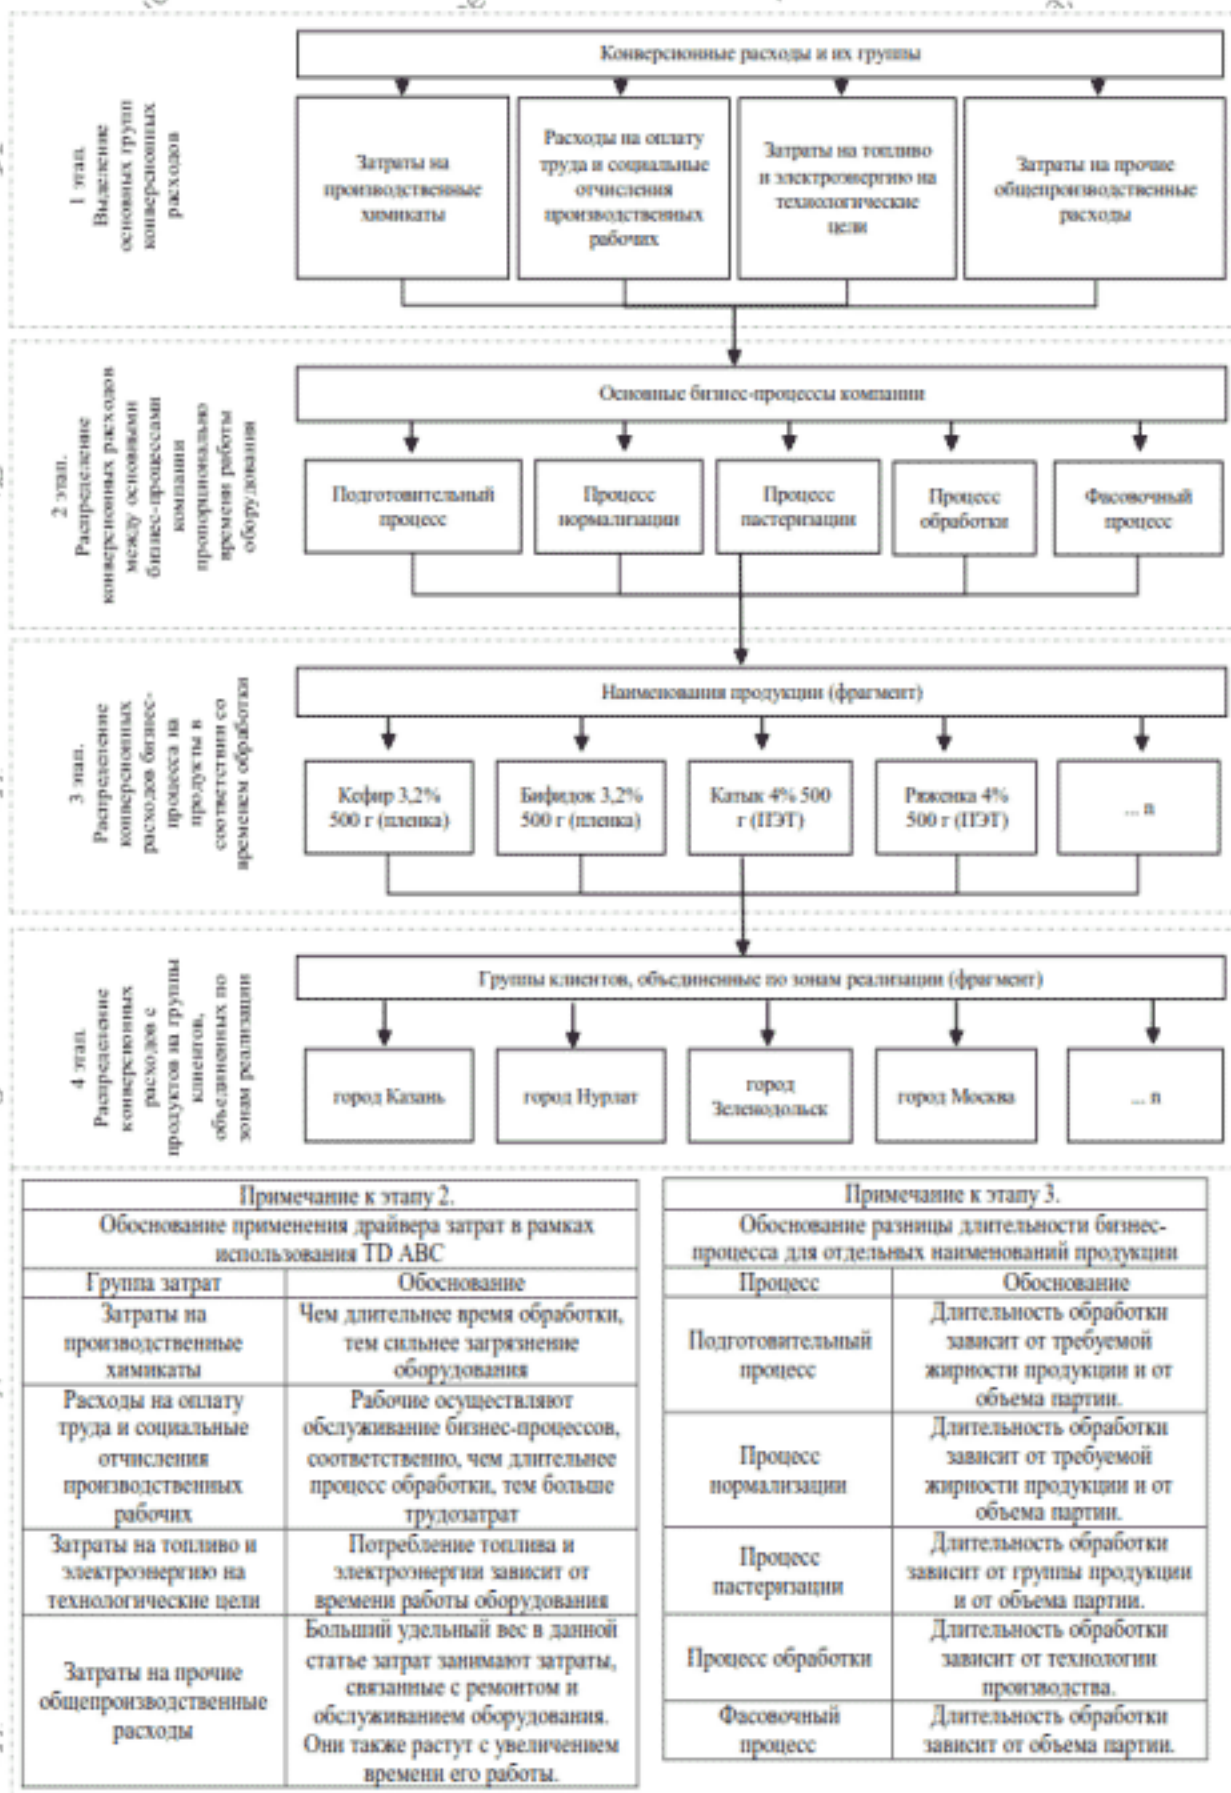 Конверсионные расходы и их группы
1 этап.
Выделение
основных групп
конверсионных
расходов
Затраты на
производственные
химикаты
Расходы на оплату
труда и социальные
отчисления
производственных
рабочих
Затраты на топливо
и электроэнергию на
технологические
цели
Затраты на прочие
общепроизводственные
расходы
2 этап.
Распределение
конверсионных расходов
между основными
бизнес-процессами
компании
пропорционально
времени работы
оборудования
Основные бизнес-процессы компании
Подготовительный
процесс
Процесс
нормализации
Процесс
пастеризации
Процесс
обработки
Фасовочный
процесс
3 этап.
Распределение
конверсионных
расходов бизнес-
процесса на
продукты в
соответствии со
временем обработки
Наименования продукции (фрагмент)
Кефир 3,2%
500 г (пленка)
Бифидок 3,2%
500 г (пленка)
Катык 4% 500
г (ПЭТ)
Ряженка 4%
500 г (ПЭТ)
... n
4 этап.
Распределение
конверсионных
расходов с
продуктов на группы
клиентов,
объединенных по
зонам реализации
Группы клиентов, объединенные по зонам реализации (фрагмент)
город Казань
город Нурлат
город
Зеленодольск
город Москва
... n
Примечание к этапу 2.
Обоснование применения драйвера затрат в рамках
использования TD ABC
Группа затрат
Обоснование
Затраты на
производственные
химикаты
Чем длительнее время обработки,
тем сильнее загрязнение
оборудования
Расходы на оплату
труда и социальные
отчисления
производственных
рабочих
Рабочие осуществляют
обслуживание бизнес-процессов,
соответственно, чем длительнее
процесс обработки, тем больше
трудозатрат
Затраты на топливо и
электроэнергию на
технологические цели
Потребление топлива и
электроэнергии зависит от
времени работы оборудования
Затраты на прочие
общепроизводственные
расходы
Больший удельный вес в данной
статье затрат занимают затраты,
связанные с ремонтом и
обслуживанием оборудования.
Они также растут с увеличением
времени его работы.
Примечание к этапу 3.
Обоснование разницы длительности бизнес-
процесса для отдельных наименований продукции
Процесс
Обоснование
Подготовительный
процесс
Длительность обработки
зависит от требуемой
жирности продукции и от
объема партии.
Процесс
нормализации
Длительность обработки
зависит от требуемой
жирности продукции и от
объема партии.
Процесс
пастеризации
Длительность обработки
зависит от группы продукции
и от объема партии.
Процесс обработки
Длительность обработки
зависит от технологии
производства.
Фасовочный
процесс
Длительность обработки
зависит от объема партии.